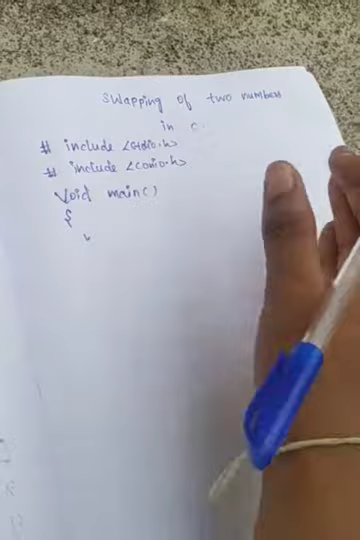 Swapping of two numbers
in c.
# include <stdio.h>
# include <conio.h>
Void main()
{